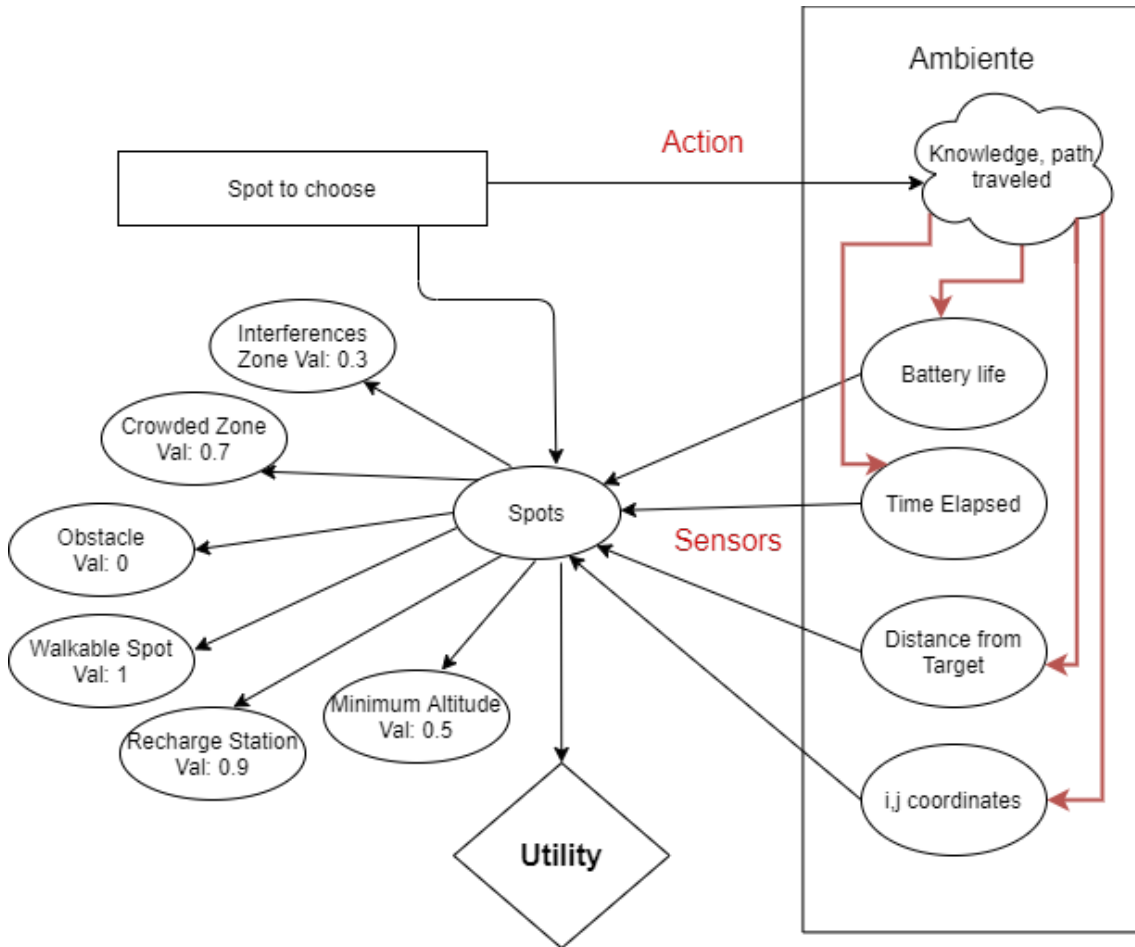 Ambiente
Action
Knowledge, path
traveled
Spot to choose
Interferences
Zone Val: 0.3
Battery life
Crowded Zone
Val: 0.7
Spots
Time Elapsed
Sensors
Obstacle
Val: 0
Walkable Spot
Val: 1
Distance from
Target
Minimum Altitude
Val: 0.5
Recharge Station
Val: 0.9
i,j coordinates
Utility